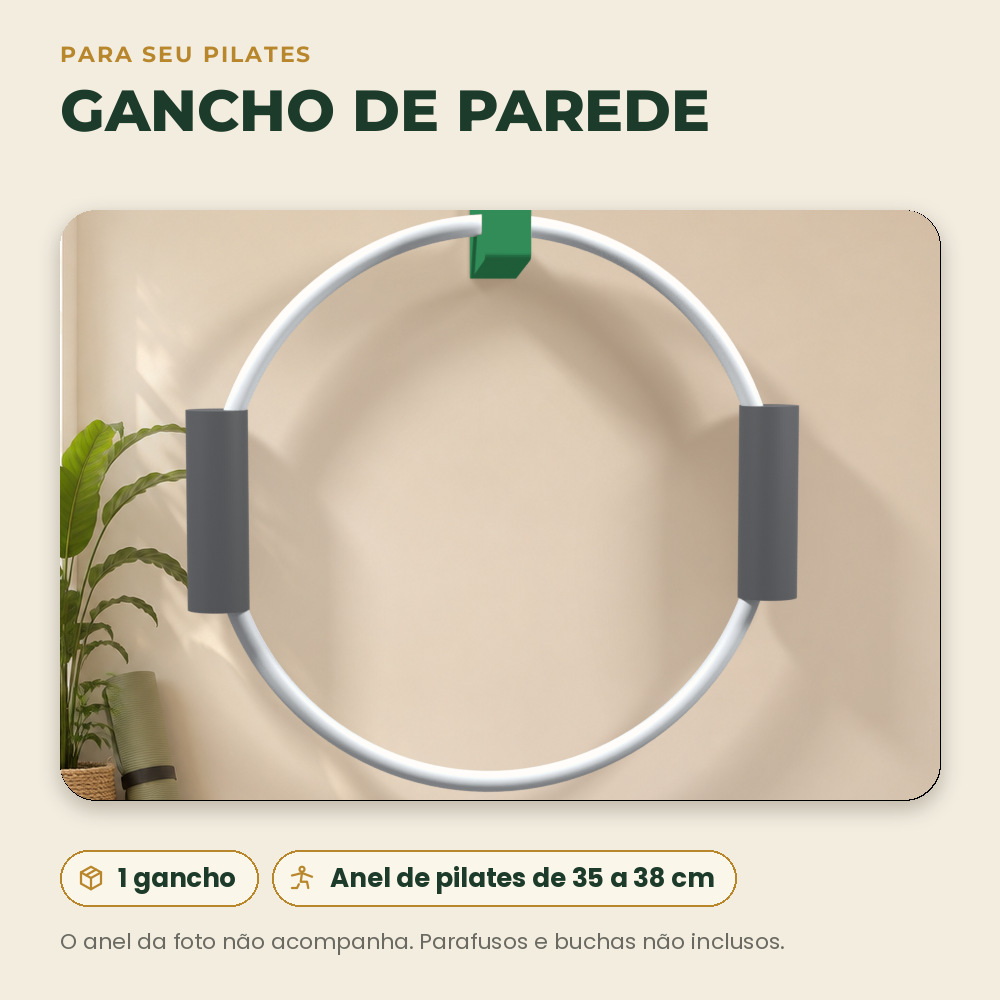 PARA SEU PILATES
GANCHO DE PAREDE
1 gancho
Anel de pilates de 35 a 38 cm
O anel da foto não acompanha. Parafusos e buchas não inclusos.